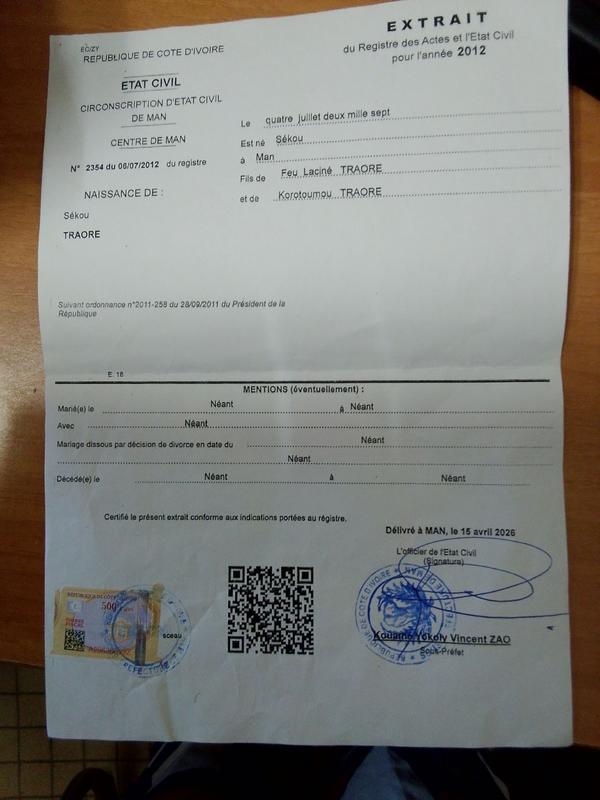 EC/ZY
REPUBLIQUE DE COTE D'IVOIRE
ETAT CIVIL
CIRCONSCRIPTION D'ETAT CIVIL
DE MAN
CENTRE DE MAN
N° 2354 du 06/07/2012 du registre
NAISSANCE DE :
Sékou
TRAORE
EXTRAIT
du Registre des Actes et l'Etat Civil
pour l'année 2012
Le quatre juillet deux mille sept
Est né Sékou
à Man
Fils de Feu Laciné TRAORE
et de Korotoumou TRAORE
Suivant ordonnance n°2011-258 du 28/09/2011 du Président de la
République
E. 18
MENTIONS (éventuellement) :
Marié(e) le Néant à Néant
Avec Néant
Mariage dissous par décision de divorce en date du Néant
Néant
Décédé(e) le Néant à Néant
Certifié le présent extrait conforme aux indications portées au régistre.
Délivré à MAN, le 15 avril 2026
L'officier de l'Etat Civil
(Signature)
500
sceau
Kouamé Yokoly Vincent ZAO
Sous-Préfet